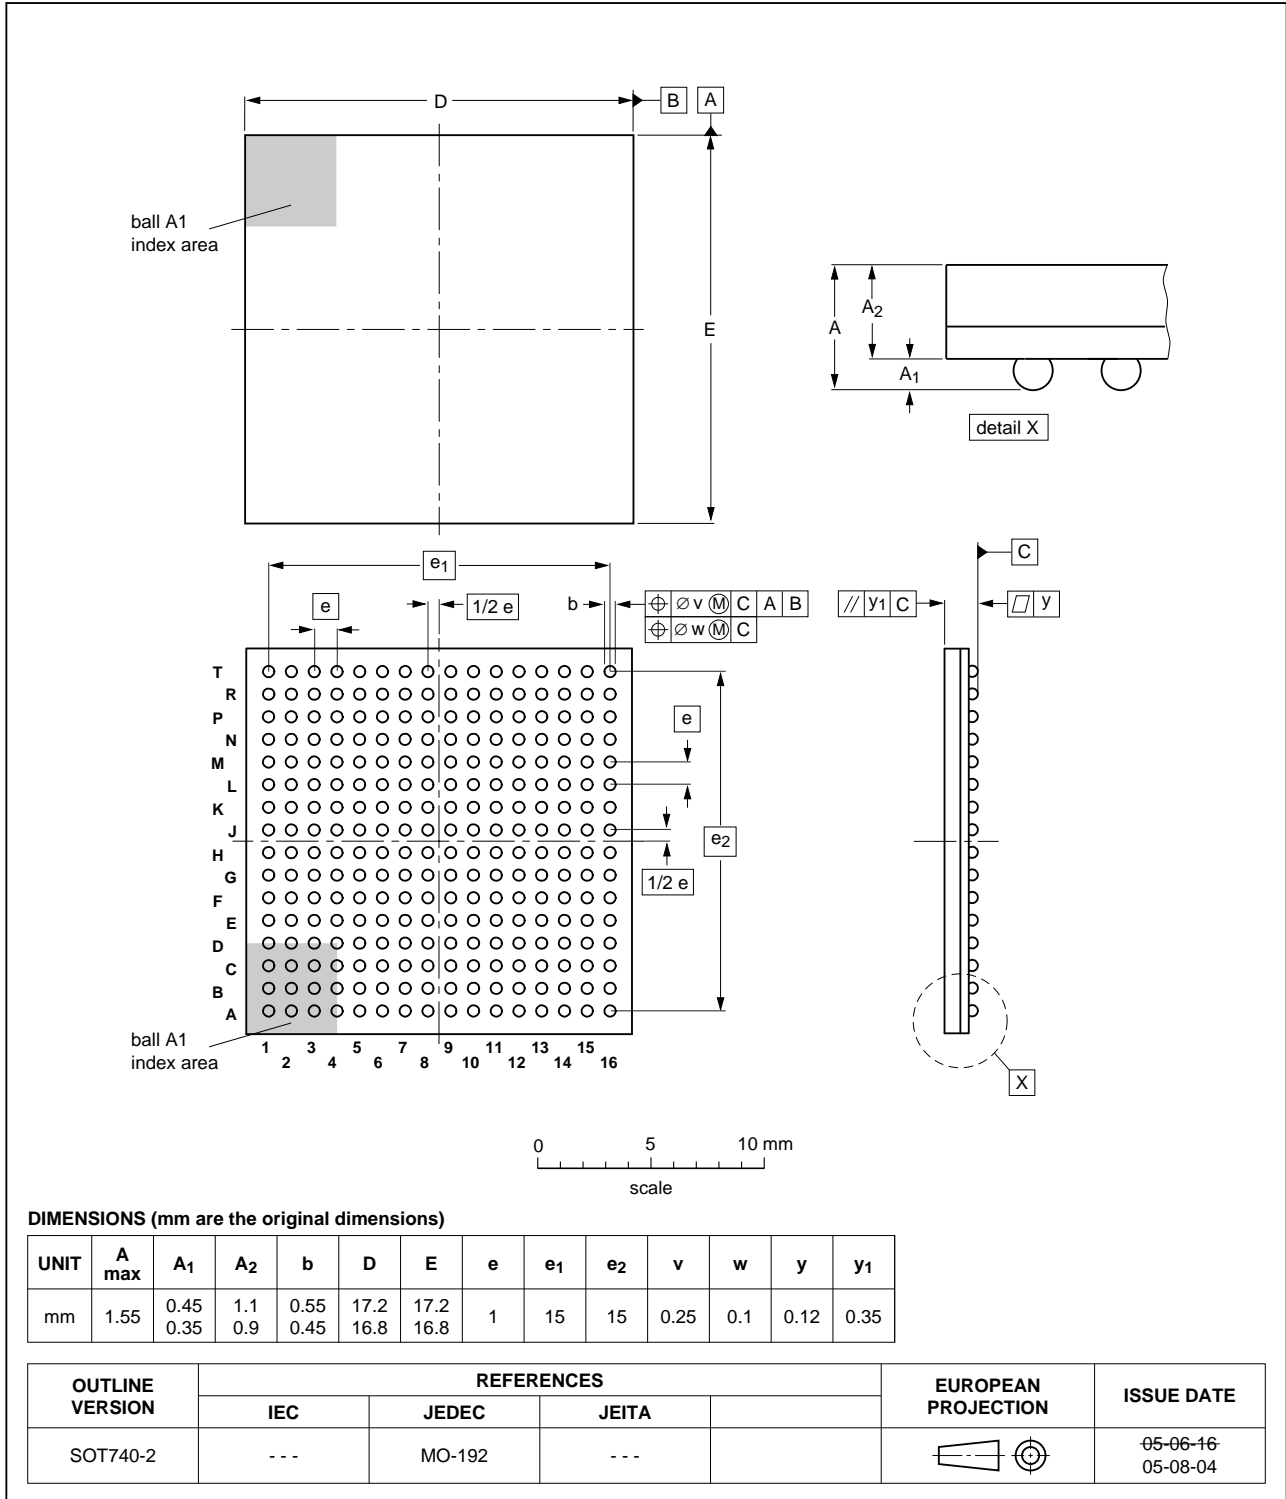 D
B
A
ball A1
index area
E
A
A2
A1
detail X
e1
e
1/2 e
b
⌖ ∅ v Ⓜ C A B
⌖ ∅ w Ⓜ C
// y1 C
C
▱ y
T
R
P
N
M
L
K
J
H
G
F
E
D
C
B
A
e
e2
1/2 e
ball A1
index area
1 3 5 7 9 11 13 15
2 4 6 8 10 12 14 16
X
0 5 10 mm
scale
DIMENSIONS (mm are the original dimensions)
UNIT A max A1 A2 b D E e e1 e2 v w y y1
mm 1.55 0.45 0.35 1.1 0.9 0.55 0.45 17.2 16.8 17.2 16.8 1 15 15 0.25 0.1 0.12 0.35
OUTLINE VERSION REFERENCES EUROPEAN PROJECTION ISSUE DATE
IEC JEDEC JEITA
SOT740-2 - - - MO-192 - - - 05-06-16
05-08-04